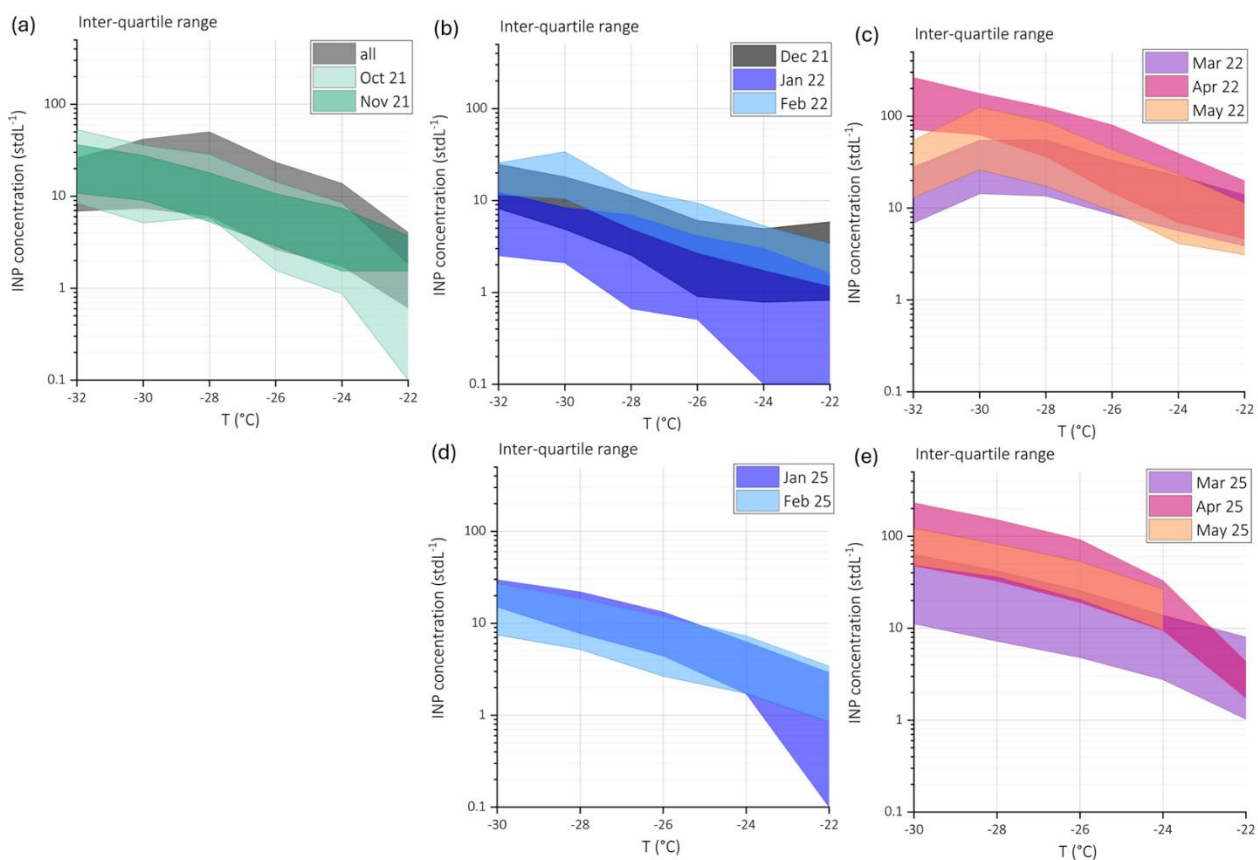 (a)
Inter-quartile range
all
Oct 21
Nov 21
INP concentration (stdL⁻¹)
100
10
1
0.1
-32 -30 -28 -26 -24 -22
T (°C)
(b)
Inter-quartile range
Dec 21
Jan 22
Feb 22
INP concentration (stdL⁻¹)
100
10
1
0.1
-32 -30 -28 -26 -24 -22
T (°C)
(c)
Inter-quartile range
Mar 22
Apr 22
May 22
INP concentration (stdL⁻¹)
100
10
1
0.1
-32 -30 -28 -26 -24 -22
T (°C)
(d)
Inter-quartile range
Jan 25
Feb 25
INP concentration (stdL⁻¹)
100
10
1
0.1
-30 -28 -26 -24 -22
T (°C)
(e)
Inter-quartile range
Mar 25
Apr 25
May 25
INP concentration (stdL⁻¹)
100
10
1
0.1
-30 -28 -26 -24 -22
T (°C)